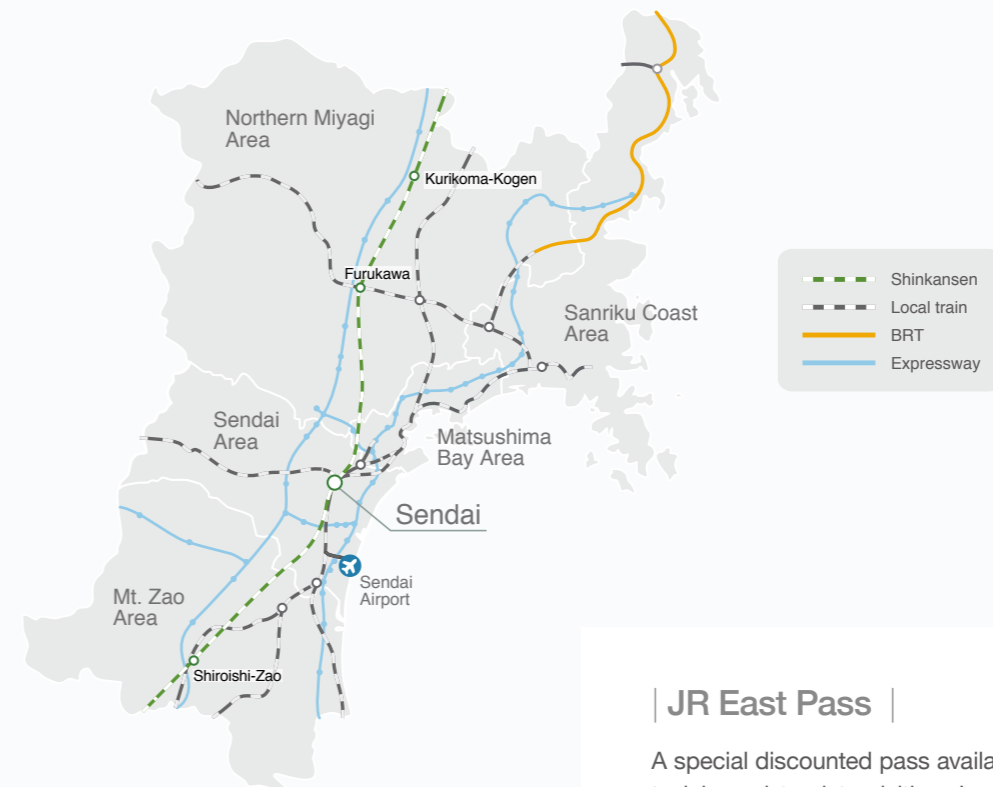 Northern Miyagi
Area
Kurikoma-Kogen
Furukawa
Sanriku Coast
Area
Shinkansen
Local train
BRT
Expressway
Sendai
Area
Matsushima
Bay Area
Sendai
Sendai
Airport
Mt. Zao
Area
Shiroishi-Zao
| JR East Pass |
A special discounted pass